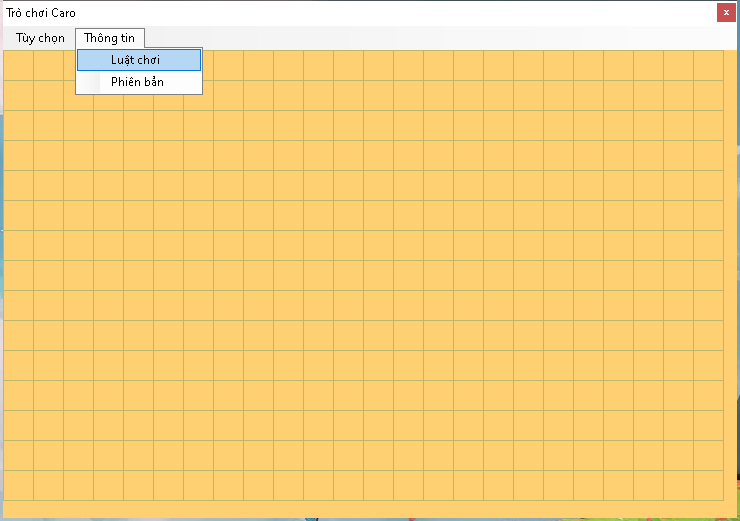 Trò chơi Caro
x
Tùy chọn Thông tin
Luật chơi
Phiên bản